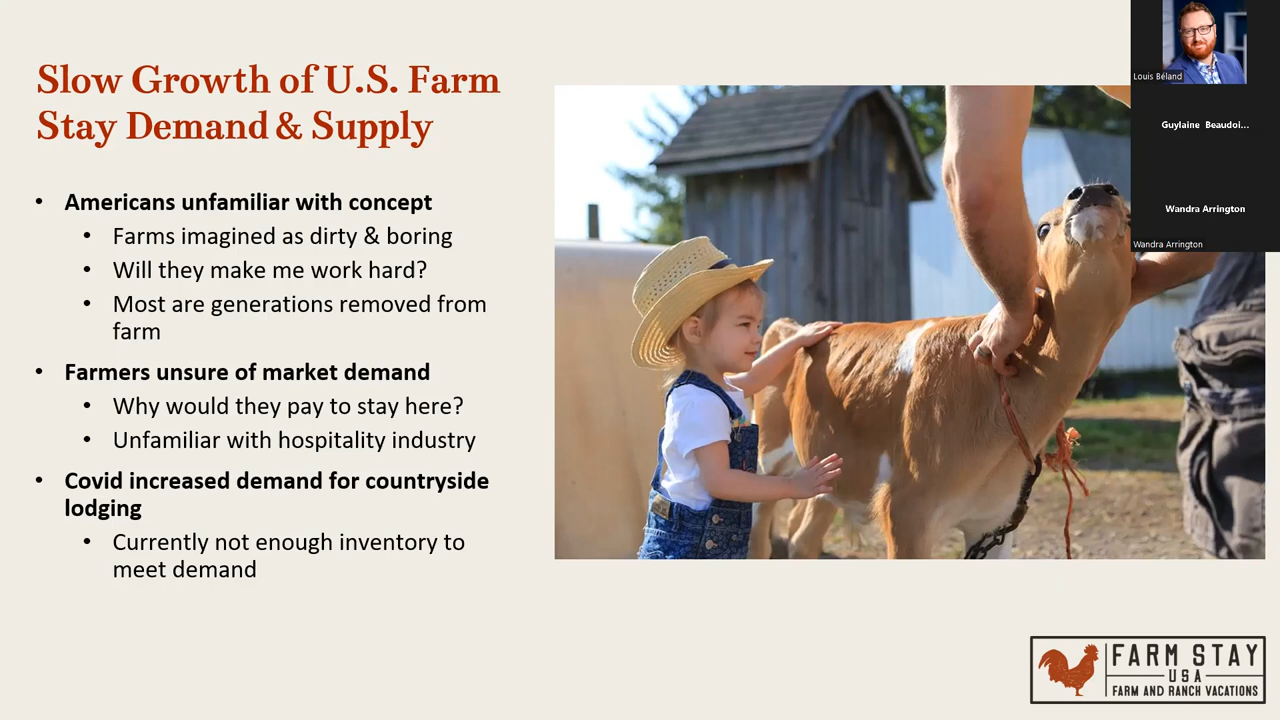 Slow Growth of U.S. Farm
Stay Demand & Supply
• Americans unfamiliar with concept
• Farms imagined as dirty & boring
• Will they make me work hard?
• Most are generations removed from
farm
• Farmers unsure of market demand
• Why would they pay to stay here?
• Unfamiliar with hospitality industry
• Covid increased demand for countryside
lodging
• Currently not enough inventory to
meet demand
Louis Béland
Guylaine Beaudoi...
Wandra Arrington
Wandra Arrington
FARM STAY
USA
FARM AND RANCH VACATIONS